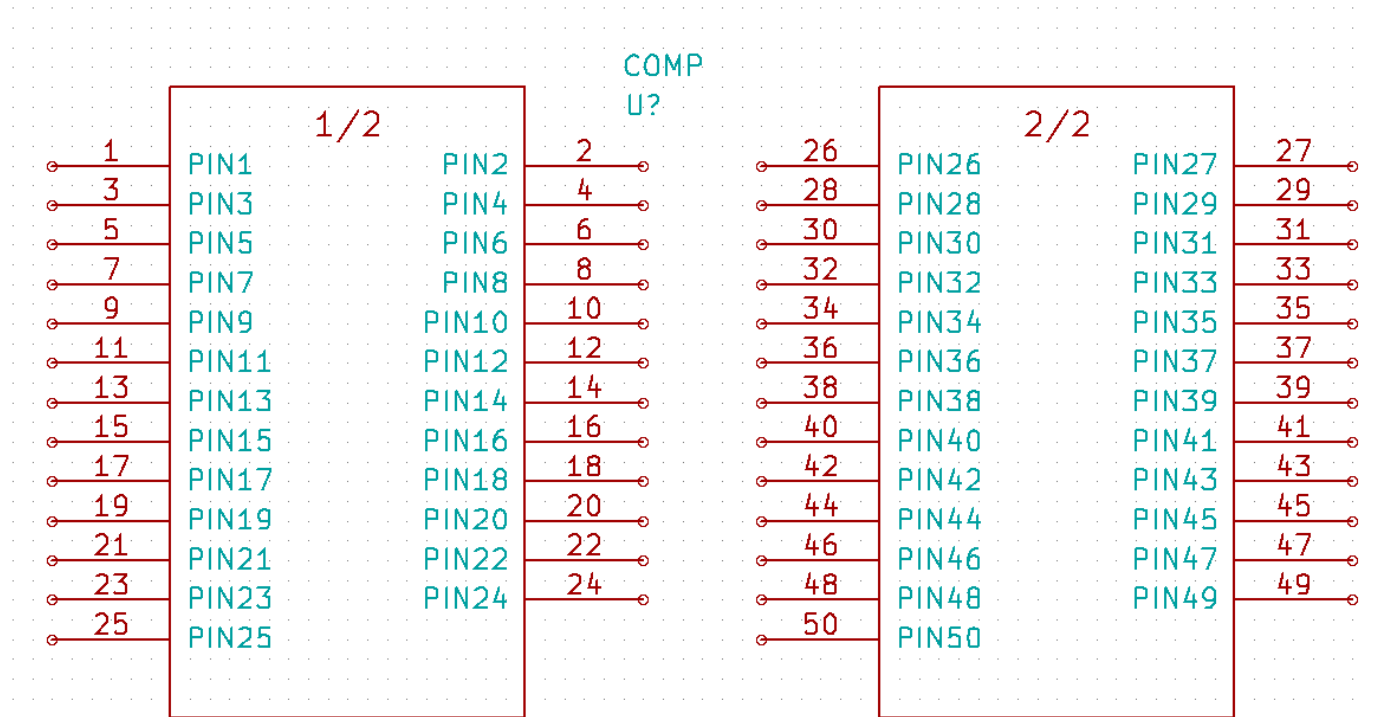 COMP
U?
1/2 2/2
1 PIN1 PIN2 2 26 PIN26 PIN27 27
3 PIN3 PIN4 4 28 PIN28 PIN29 29
5 PIN5 PIN6 6 30 PIN30 PIN31 31
7 PIN7 PIN8 8 32 PIN32 PIN33 33
9 PIN9 PIN10 10 34 PIN34 PIN35 35
11 PIN11 PIN12 12 36 PIN36 PIN37 37
13 PIN13 PIN14 14 38 PIN38 PIN39 39
15 PIN15 PIN16 16 40 PIN40 PIN41 41
17 PIN17 PIN18 18 42 PIN42 PIN43 43
19 PIN19 PIN20 20 44 PIN44 PIN45 45
21 PIN21 PIN22 22 46 PIN46 PIN47 47
23 PIN23 PIN24 24 48 PIN48 PIN49 49
25 PIN25 50 PIN50